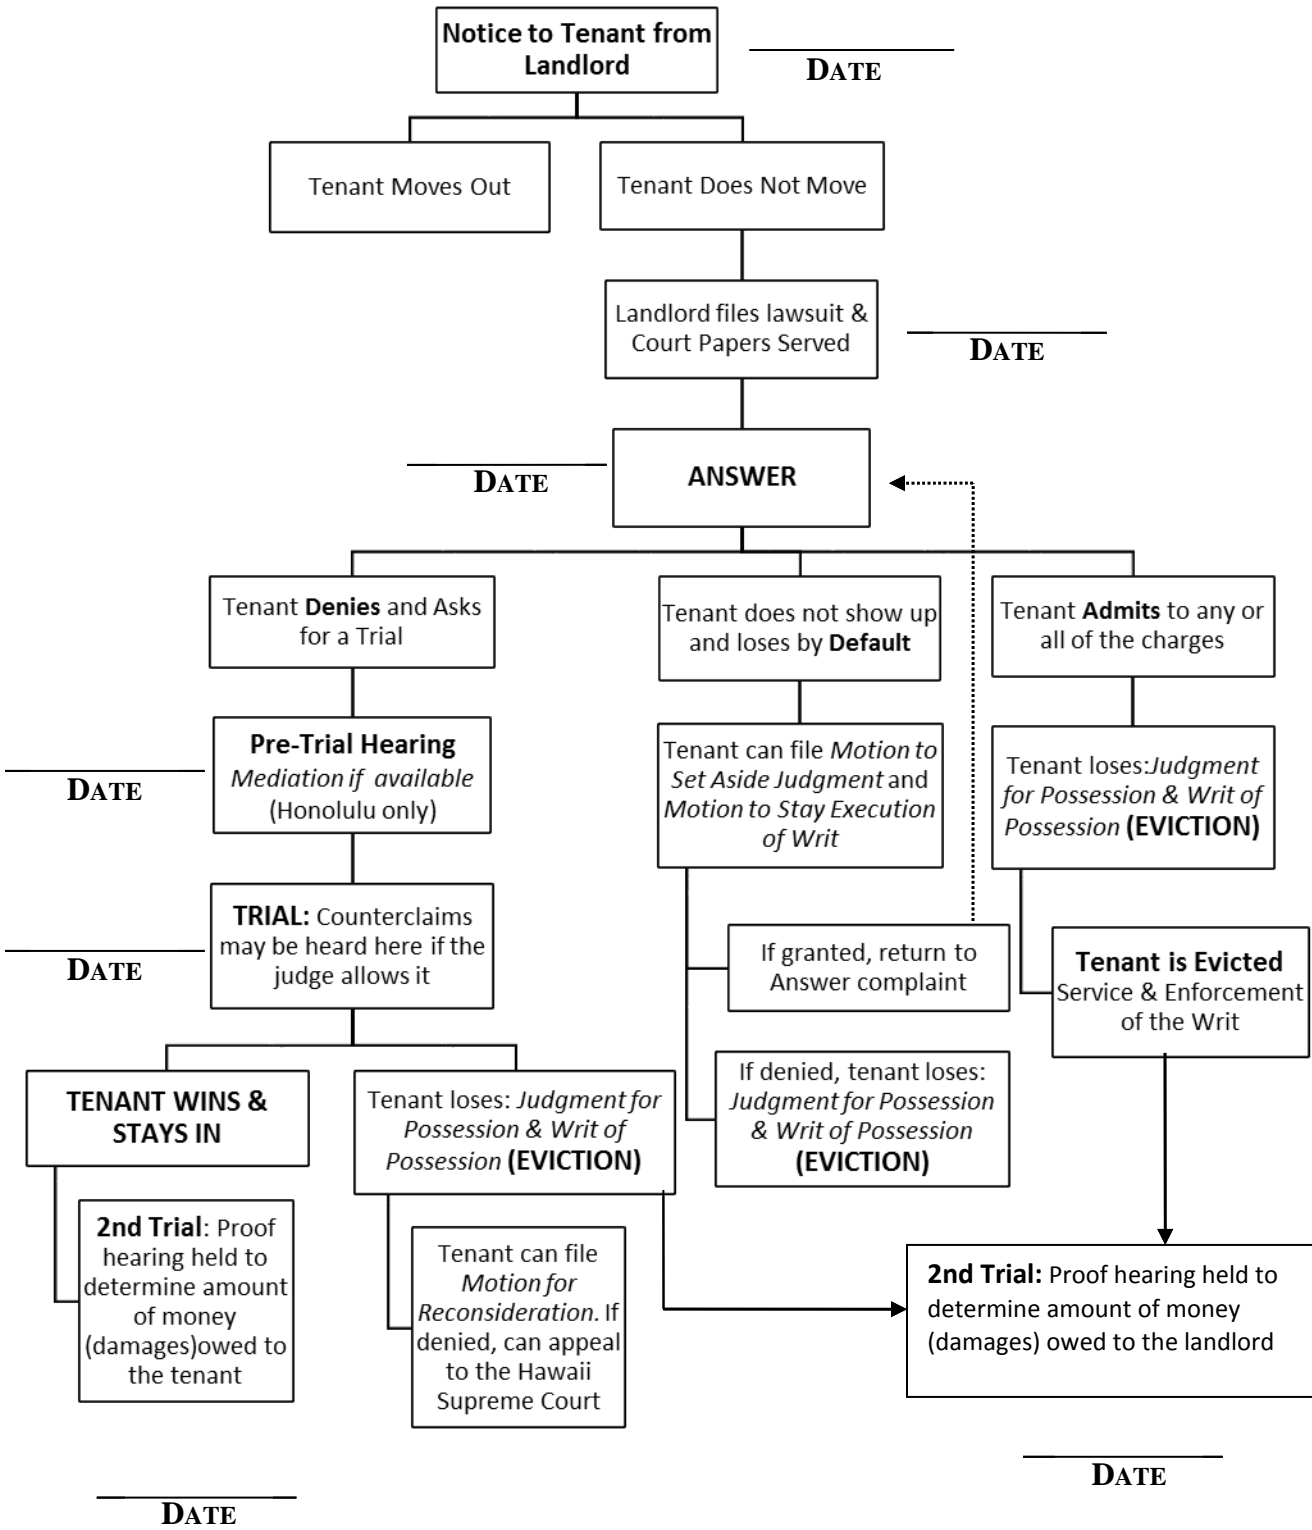 Notice to Tenant from
Landlord
DATE
Tenant Moves Out
Tenant Does Not Move
Landlord files lawsuit &
Court Papers Served
DATE
DATE
ANSWER
Tenant Denies and Asks
for a Trial
Tenant does not show up
and loses by Default
Tenant Admits to any or
all of the charges
Pre-Trial Hearing
Mediation if available
(Honolulu only)
DATE
Tenant can file Motion to
Set Aside Judgment and
Motion to Stay Execution
of Writ
Tenant loses:Judgment
for Possession & Writ of
Possession (EVICTION)
TRIAL: Counterclaims
may be heard here if the
judge allows it
DATE
If granted, return to
Answer complaint
Tenant is Evicted
Service & Enforcement
of the Writ
TENANT WINS &
STAYS IN
Tenant loses: Judgment for
Possession & Writ of
Possession (EVICTION)
If denied, tenant loses:
Judgment for Possession
& Writ of Possession
(EVICTION)
2nd Trial: Proof
hearing held to
determine amount
of money
(damages)owed to
the tenant
Tenant can file
Motion for
Reconsideration. If
denied, can appeal
to the Hawaii
Supreme Court
2nd Trial: Proof hearing held to
determine amount of money
(damages) owed to the landlord
DATE
DATE